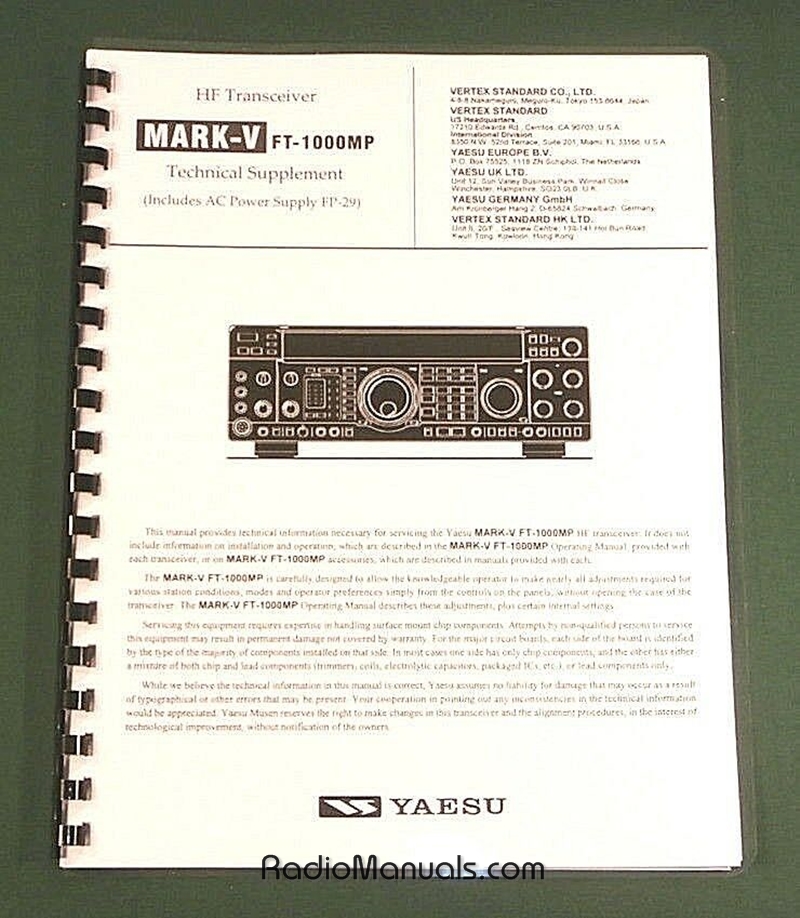 HF Transceiver
MARK-V FT-1000MP
Technical Supplement
(Includes AC Power Supply FP-29)
VERTEX STANDARD CO., LTD.
4-8-8 Nakameguro, Meguro-Ku, Tokyo 153-8644, Japan
VERTEX STANDARD
US Headquarters
17210 Edwards Rd., Cerritos, CA 90703, U.S.A.
International Division
8350 N.W. 52nd Terrace, Suite 201, Miami, FL 33166, U.S.A.
YAESU EUROPE B.V.
P.O. Box 75525, 1118 ZN Schiphol, The Netherlands
YAESU UK LTD.
Unit 12, Sun Valley Business Park, Winnall Close
Winchester, Hampshire, SO23 0LB, U.K.
YAESU GERMANY GmbH
Am Kronberger Hang 2, D-65824 Schwalbach, Germany
VERTEX STANDARD HK LTD.
Unit 5, 20/F., Seaview Centre, 139-141 Hoi Bun Road,
Kwun Tong, Kowloon, Hong Kong
This manual provides technical information necessary for servicing the Yaesu MARK-V FT-1000MP HF transceiver. It does not
include information on installation and operation, which are described in the MARK-V FT-1000MP Operating Manual, provided with
each transceiver, or on MARK-V FT-1000MP accessories, which are described in manuals provided with each.
The MARK-V FT-1000MP is carefully designed to allow the knowledgeable operator to make nearly all adjustments required for
various station conditions, modes and operator preferences simply from the controls on the panels, without opening the case of the
transceiver. The MARK-V FT-1000MP Operating Manual describes these adjustments, plus certain internal settings.
Servicing this equipment requires expertise in handling surface mount chip components. Attempts by non-qualified persons to service
this equipment may result in permanent damage not covered by warranty. For the major circuit boards, each side of the board is identified
by the type of the majority of components installed on that side. In most cases one side has only chip components, and the other has either
a mixture of both chip and lead components (trimmers, coils, electrolytic capacitors, packaged ICs, etc.), or lead components only.
While we believe the technical information in this manual is correct, Yaesu assumes no liability for damage that may occur as a result
of typographical or other errors that may be present. Your cooperation in pointing out any inconsistencies in the technical information
would be appreciated. Yaesu Musen reserves the right to make changes in this transceiver and the alignment procedures, in the interest of
technological improvement, without notification of the owners.
YAESU
RadioManuals.com